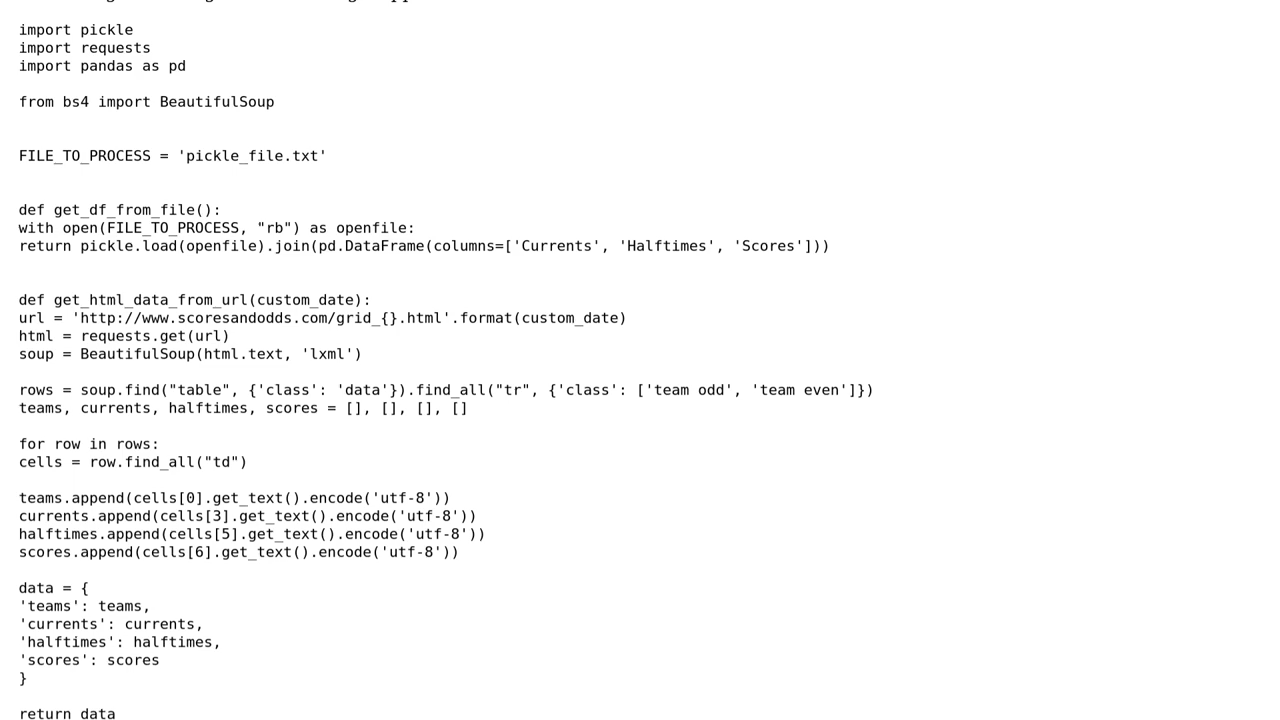 import pickle
import requests
import pandas as pd
from bs4 import BeautifulSoup
FILE_TO_PROCESS = 'pickle_file.txt'
def get_df_from_file():
with open(FILE_TO_PROCESS, "rb") as openfile:
return pickle.load(openfile).join(pd.DataFrame(columns=['Currents', 'Halftimes', 'Scores']))
def get_html_data_from_url(custom_date):
url = 'http://www.scoresandodds.com/grid_{}.html'.format(custom_date)
html = requests.get(url)
soup = BeautifulSoup(html.text, 'lxml')
rows = soup.find("table", {'class': 'data'}).find_all("tr", {'class': ['team odd', 'team even']})
teams, currents, halftimes, scores = [], [], [], []
for row in rows:
cells = row.find_all("td")
teams.append(cells[0].get_text().encode('utf-8'))
currents.append(cells[3].get_text().encode('utf-8'))
halftimes.append(cells[5].get_text().encode('utf-8'))
scores.append(cells[6].get_text().encode('utf-8'))
data = {
'teams': teams,
'currents': currents,
'halftimes': halftimes,
'scores': scores
}
return data